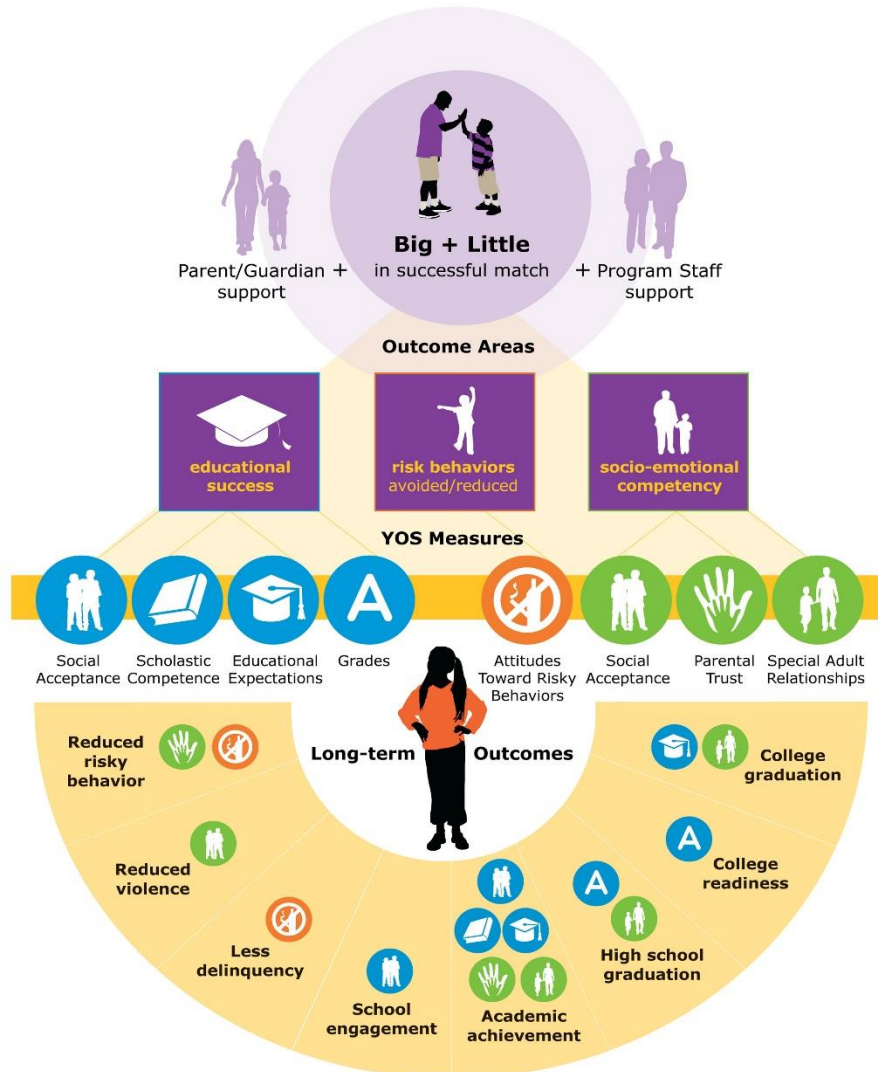 Big + Little
in successful match
Parent/Guardian +
support
+ Program Staff
support
Outcome Areas
educational
success
risk behaviors
avoided/reduced
socio-emotional
competency
YOS Measures
Social
Acceptance
Scholastic
Competence
Educational
Expectations
A
Grades
Attitudes
Toward Risky
Behaviors
Social
Acceptance
Parental
Trust
Special Adult
Relationships
Long-term Outcomes
Reduced
risky
behavior
Reduced
violence
Less
delinquency
School
engagement
Academic
achievement
A
High school
graduation
A
College
readiness
College
graduation